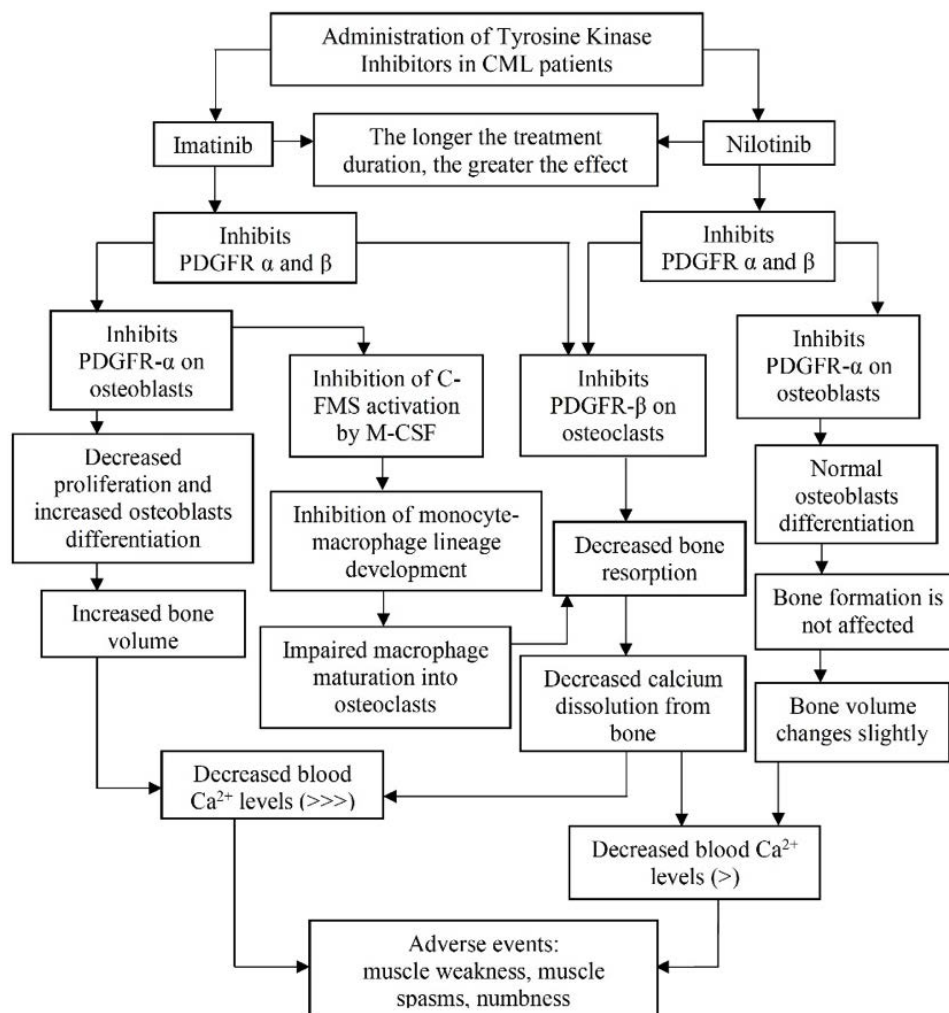 Administration of Tyrosine Kinase
Inhibitors in CML patients
Imatinib
The longer the treatment
duration, the greater the effect
Nilotinib
Inhibits
PDGFR α and β
Inhibits
PDGFR α and β
Inhibits
PDGFR-α on
osteoblasts
Inhibition of C-
FMS activation
by M-CSF
Inhibits
PDGFR-β on
osteoclasts
Inhibits
PDGFR-α on
osteoblasts
Decreased
proliferation and
increased osteoblasts
differentiation
Inhibition of monocyte-
macrophage lineage
development
Decreased bone
resorption
Normal
osteoblasts
differentiation
Increased bone
volume
Impaired macrophage
maturation into
osteoclasts
Decreased calcium
dissolution from
bone
Bone formation is
not affected
Bone volume
changes slightly
Decreased blood
Ca²⁺ levels (>>>)
Decreased blood Ca²⁺
levels (>)
Adverse events:
muscle weakness, muscle
spasms, numbness